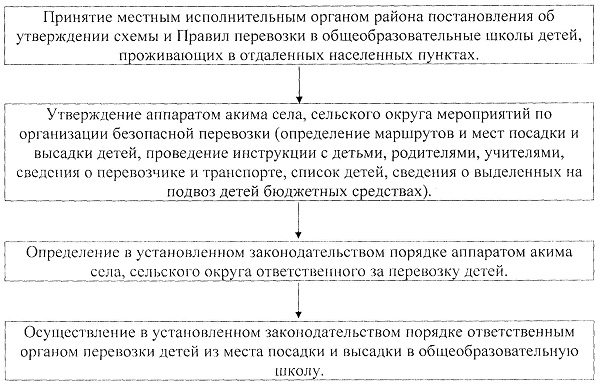 Принятие местным исполнительным органом района постановления об
утверждении схемы и Правил перевозки в общеобразовательные школы детей,
проживающих в отдаленных населенных пунктах.
Утверждение аппаратом акима села, сельского округа мероприятий по
организации безопасной перевозки (определение маршрутов и мест посадки и
высадки детей, проведение инструкции с детьми, родителями, учителями,
сведения о перевозчике и транспорте, список детей, сведения о выделенных на
подвоз детей бюджетных средствах).
Определение в установленном законодательством порядке аппаратом акима
села, сельского округа ответственного за перевозку детей.
Осуществление в установленном законодательством порядке ответственным
органом перевозки детей из места посадки и высадки в общеобразовательную
школу.